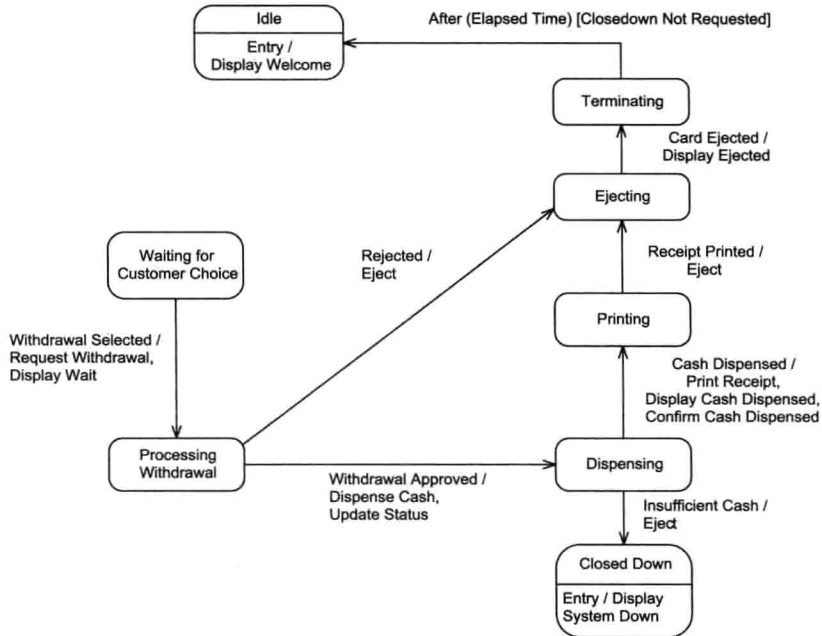 Idle
Entry /
Display Welcome
After (Elapsed Time) [Closedown Not Requested]
Terminating
Card Ejected /
Display Ejected
Ejecting
Waiting for
Customer Choice
Rejected /
Eject
Receipt Printed /
Eject
Printing
Withdrawal Selected /
Request Withdrawal,
Display Wait
Cash Dispensed /
Print Receipt,
Display Cash Dispensed,
Confirm Cash Dispensed
Processing
Withdrawal
Dispensing
Withdrawal Approved /
Dispense Cash,
Update Status
Insufficient Cash /
Eject
Closed Down
Entry / Display
System Down